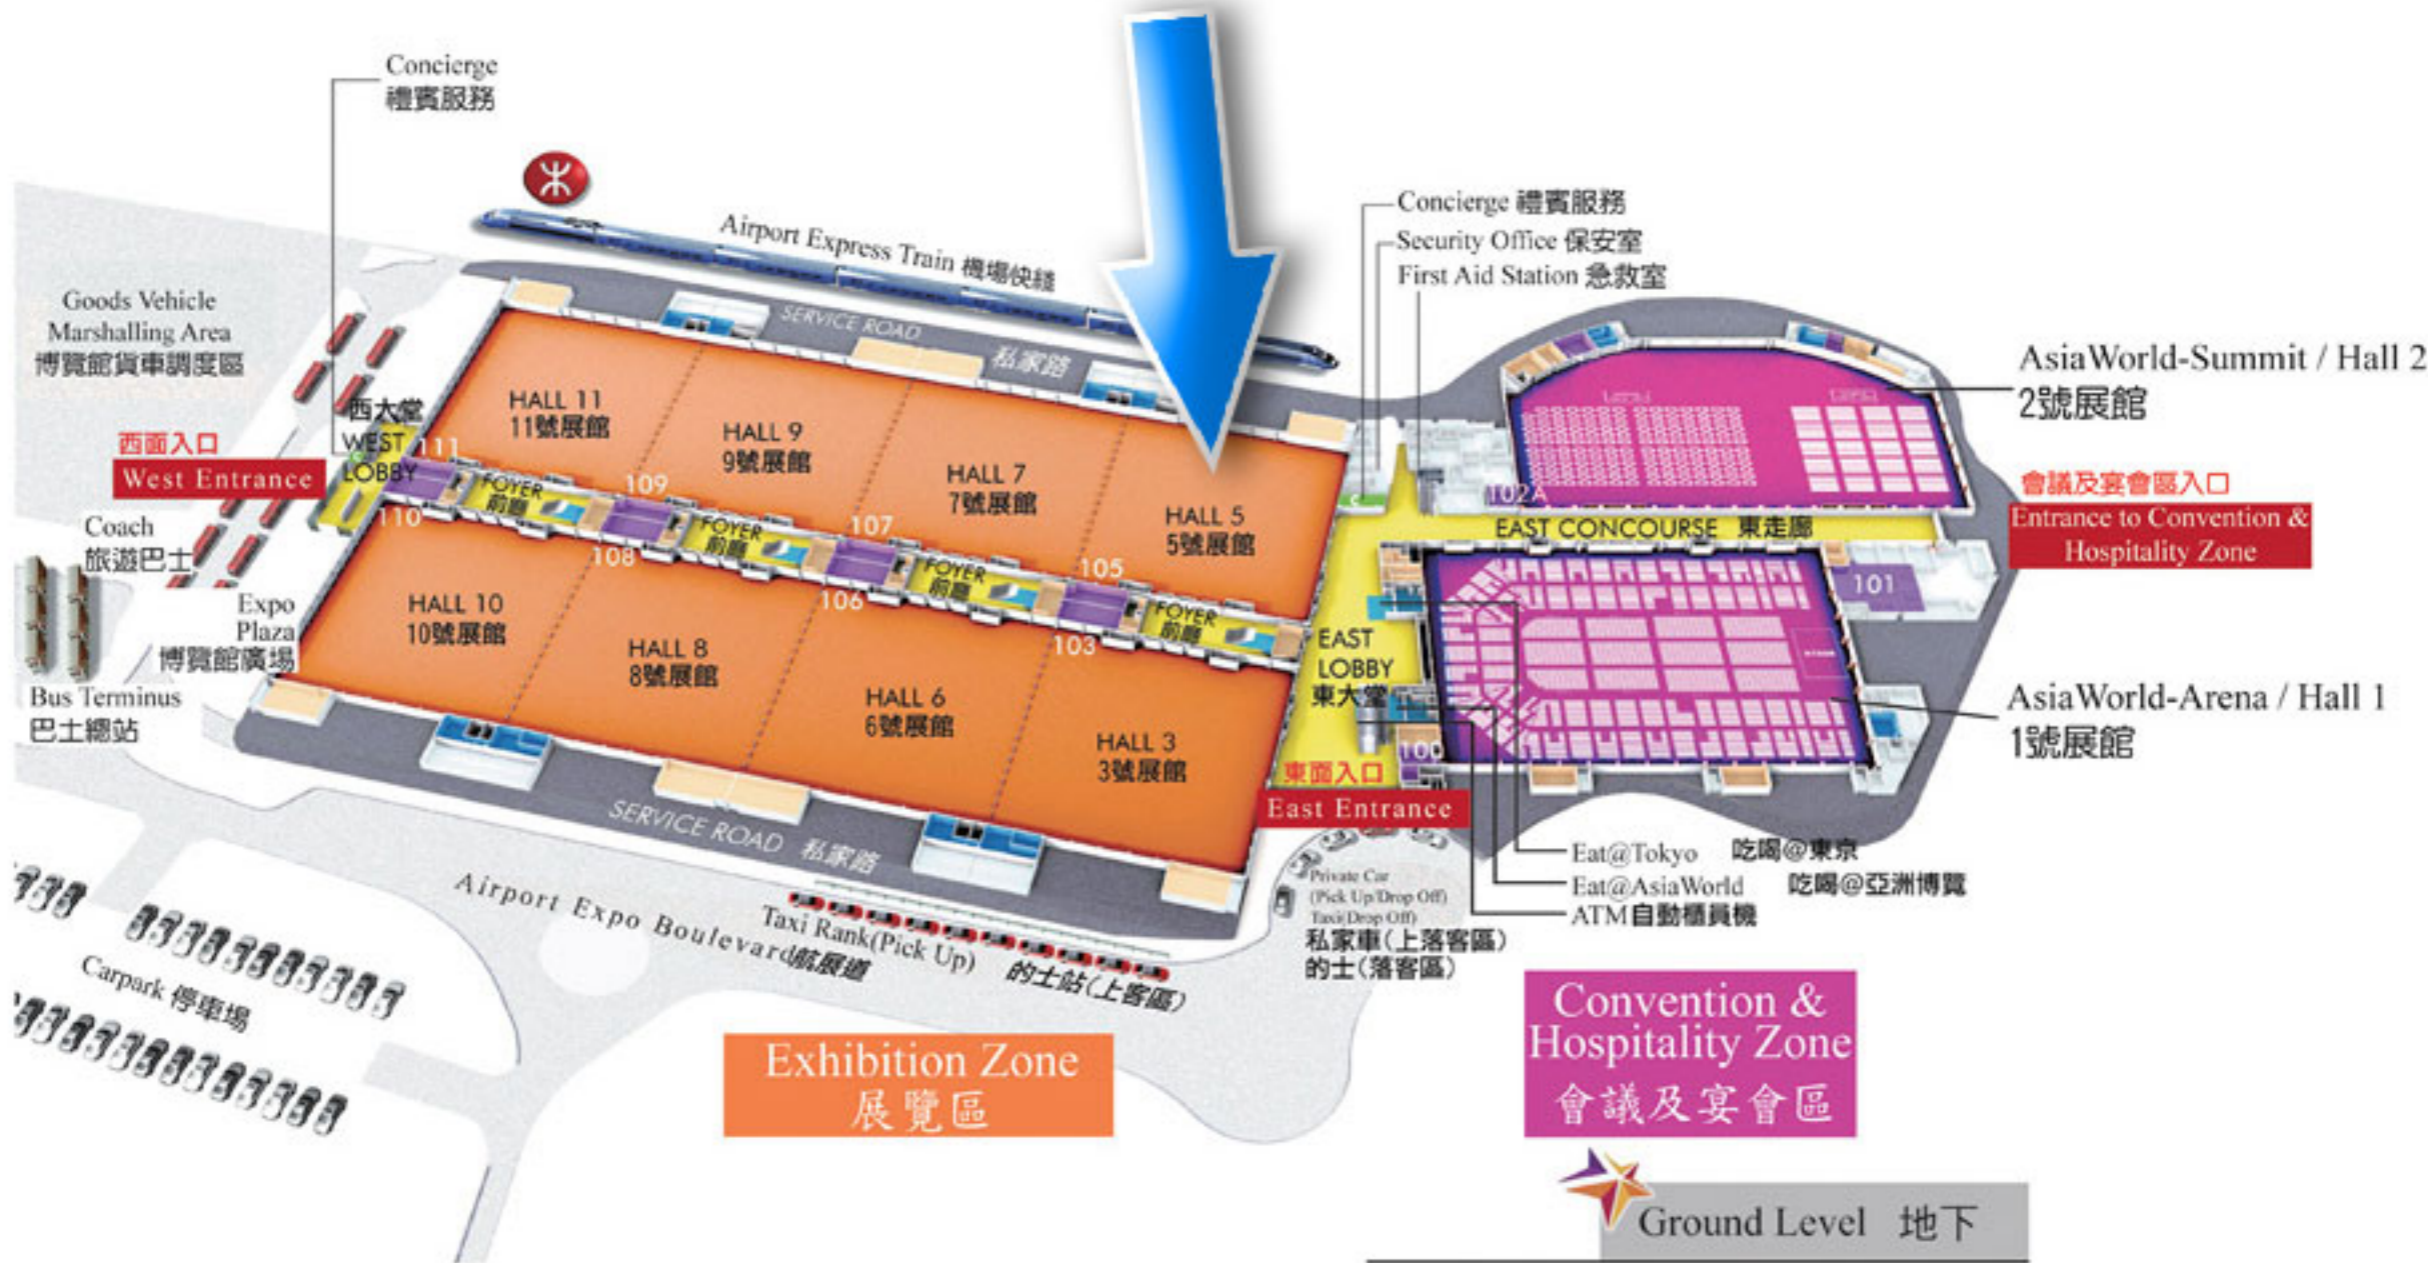 Concierge
禮賓服務
Airport Express Train 機場快綫
Concierge 禮賓服務
Security Office 保安室
First Aid Station 急救室
Goods Vehicle
Marshalling Area
博覽館貨車調度區
SERVICE ROAD 私家路
AsiaWorld-Summit / Hall 2
2號展館
西大堂
WEST
LOBBY
西面入口
West Entrance
111
110
HALL 11
11號展館
HALL 9
9號展館
HALL 7
7號展館
HALL 5
5號展館
FOYER
前廳
109
108
FOYER
前廳
107
106
FOYER
前廳
105
103
FOYER
前廳
102A
EAST CONCOURSE 東走廊
會議及宴會區入口
Entrance to Convention &
Hospitality Zone
101
Coach
旅遊巴士
Expo
Plaza
博覽館廣場
Bus Terminus
巴士總站
HALL 10
10號展館
HALL 8
8號展館
HALL 6
6號展館
HALL 3
3號展館
EAST
LOBBY
東大堂
100
AsiaWorld-Arena / Hall 1
1號展館
東面入口
East Entrance
SERVICE ROAD 私家路
Eat@Tokyo 吃喝@東京
Eat@AsiaWorld 吃喝@亞洲博覽
ATM自動櫃員機
Private Car
(Pick Up/Drop Off)
Taxi(Drop Off)
私家車(上落客區)
的士(落客區)
Airport Expo Boulevard航展道
Taxi Rank(Pick Up) 的士站(上客區)
Carpark 停車場
Exhibition Zone
展覽區
Convention &
Hospitality Zone
會議及宴會區
Ground Level 地下